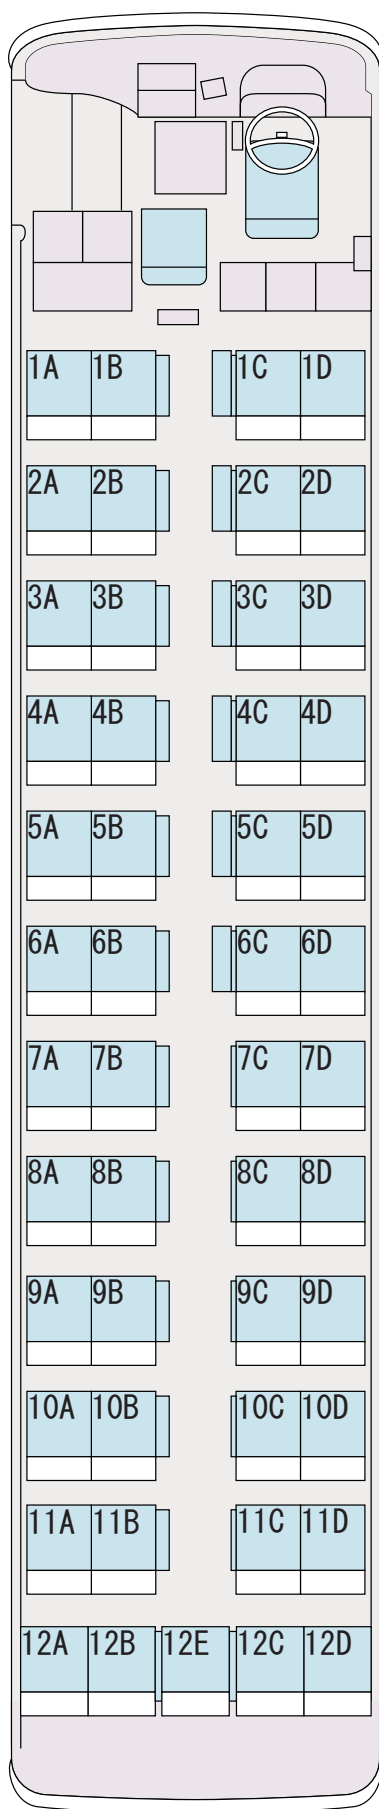 1A 1B 1C 1D
2A 2B 2C 2D
3A 3B 3C 3D
4A 4B 4C 4D
5A 5B 5C 5D
6A 6B 6C 6D
7A 7B 7C 7D
8A 8B 8C 8D
9A 9B 9C 9D
10A 10B 10C 10D
11A 11B 11C 11D
12A 12B 12E 12C 12D